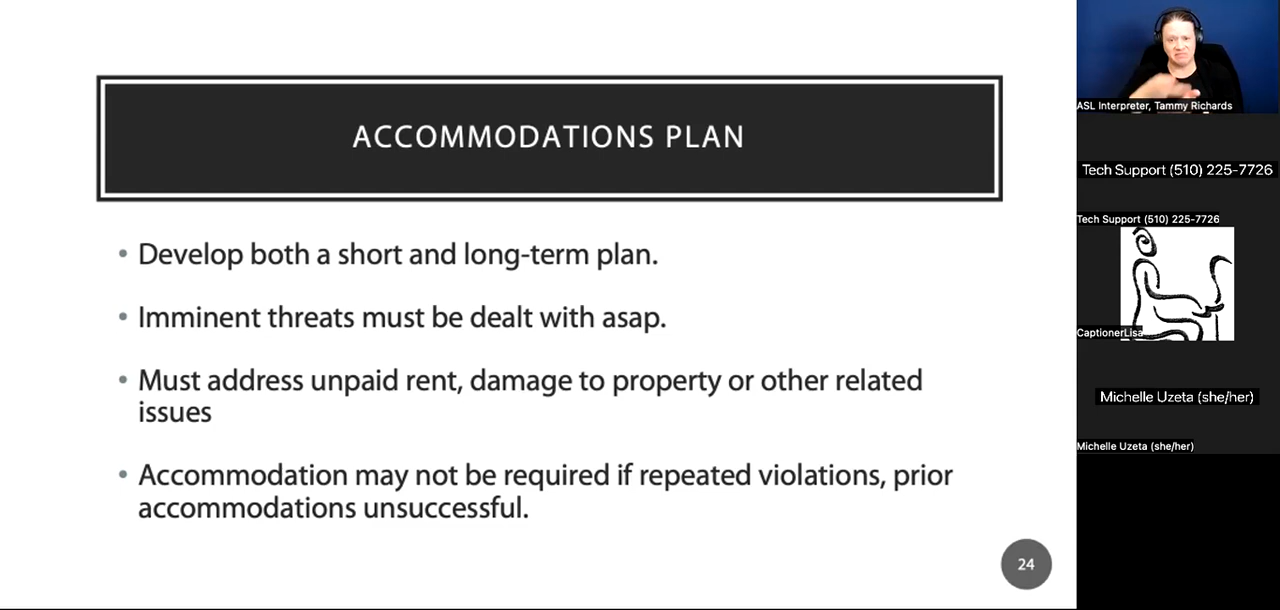 ACCOMMODATIONS PLAN
• Develop both a short and long-term plan.
• Imminent threats must be dealt with asap.
• Must address unpaid rent, damage to property or other related
issues
• Accommodation may not be required if repeated violations, prior
accommodations unsuccessful.
24
ASL Interpreter, Tammy Richards
Tech Support (510) 225-7726
Tech Support (510) 225-7726
CaptionerLisa
Michelle Uzeta (she/her)
Michelle Uzeta (she/her)